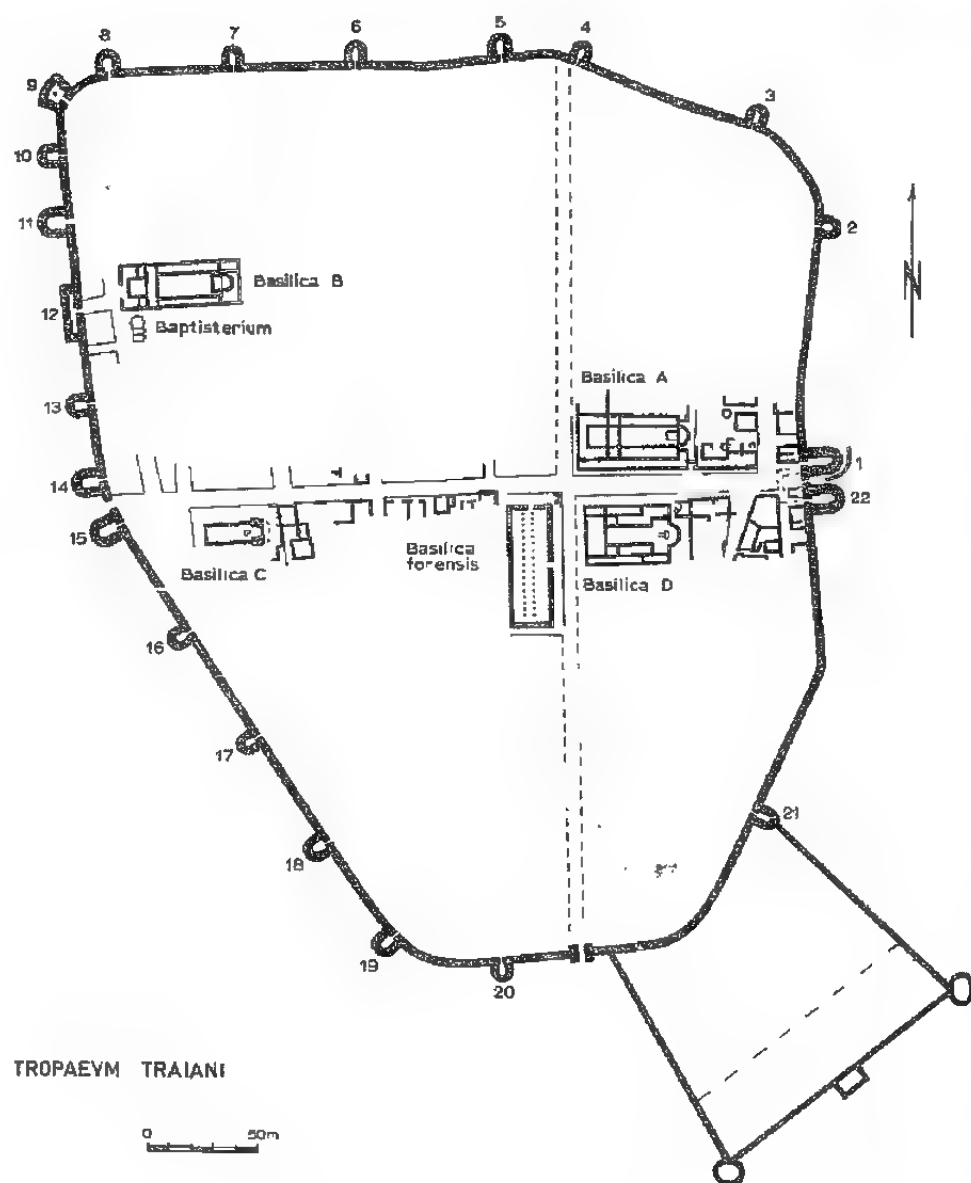 5
4
6
7
8
3
9
10
2
11
N
Basilica B
12
Baptisterium
Basilica A
13
1
14
22
15
Basilica
forensis
Basilica C
Basilica D
16
17
21
18
19
20
TROPAEVM TRAIANI
0 50m